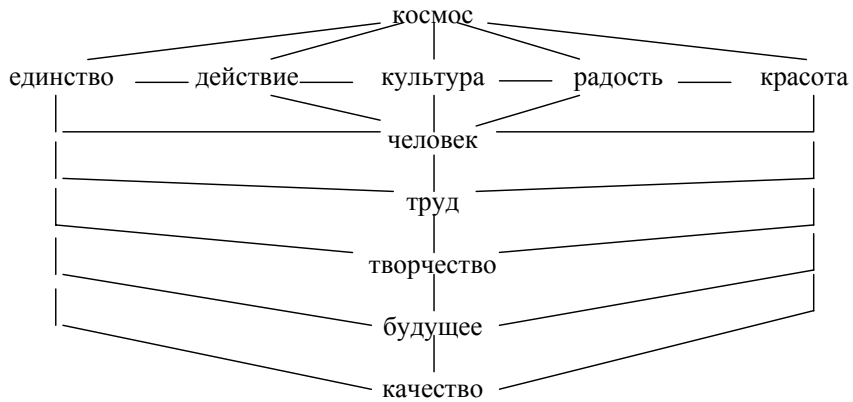 космос
единство действие культура радость красота
человек
труд
творчество
будущее
качество